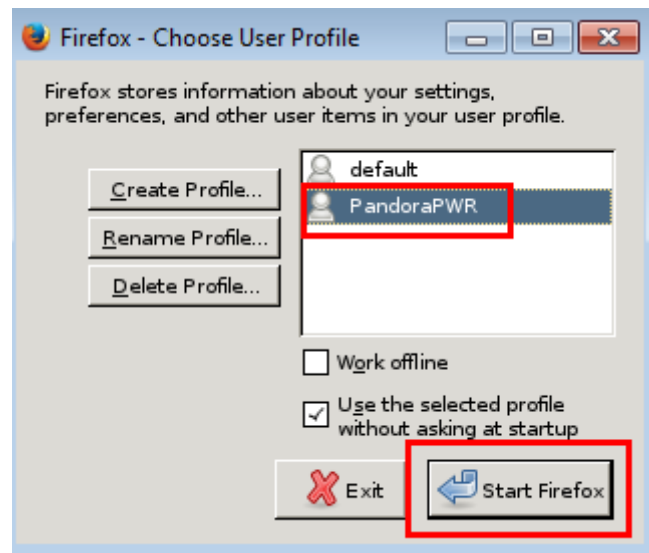 Firefox - Choose User Profile
Firefox stores information about your settings,
preferences, and other user items in your user profile.
Create Profile...
Rename Profile...
Delete Profile...
default
PandoraPWR
Work offline
Use the selected profile
without asking at startup
Exit
Start Firefox